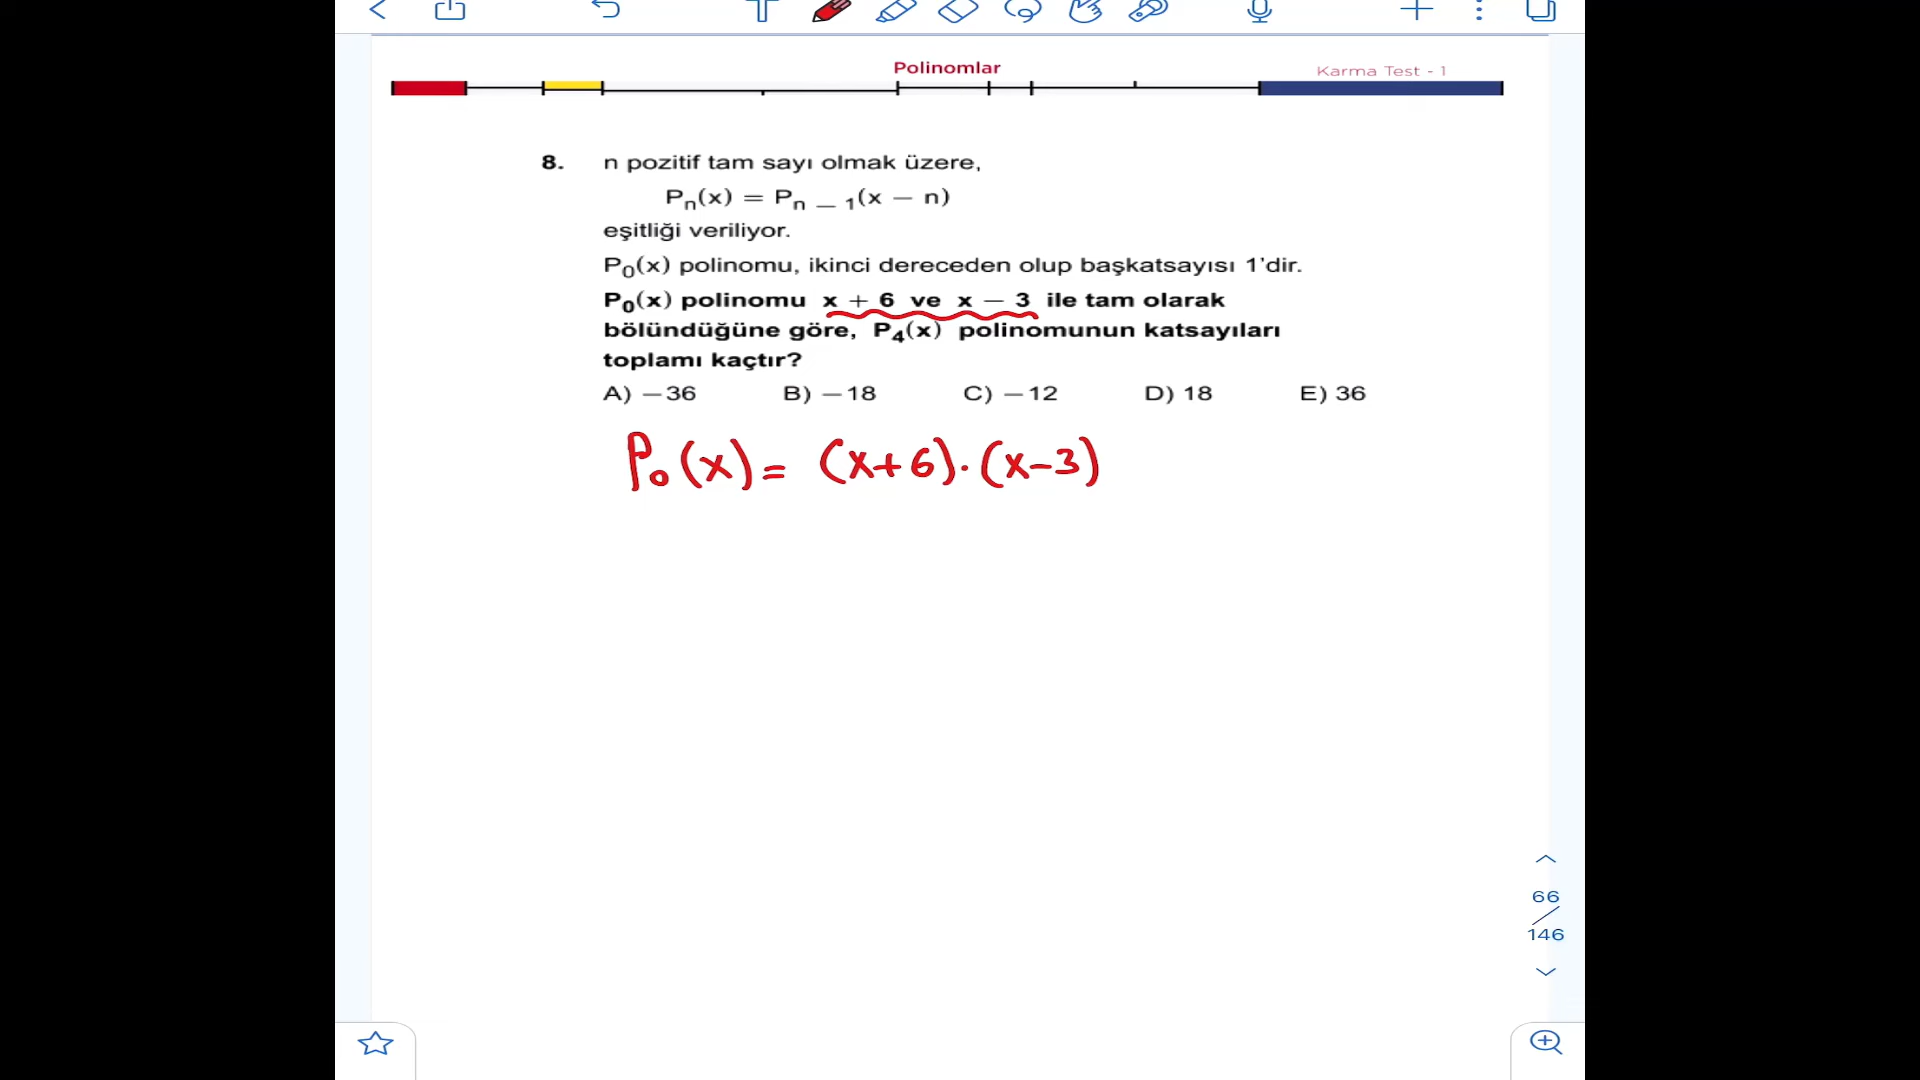 Polinomlar
Karma Test - 1
8. n pozitif tam sayı olmak üzere,
Pₙ(x) = Pₙ ₋ ₁(x – n)
eşitliği veriliyor.
P₀(x) polinomu, ikinci dereceden olup başkatsayısı 1'dir.
P₀(x) polinomu x + 6 ve x – 3 ile tam olarak
bölündüğüne göre, P₄(x) polinomunun katsayıları
toplamı kaçtır?
A) –36 B) –18 C) –12 D) 18 E) 36
P₀(x) = (x+6)·(x-3)
66
146